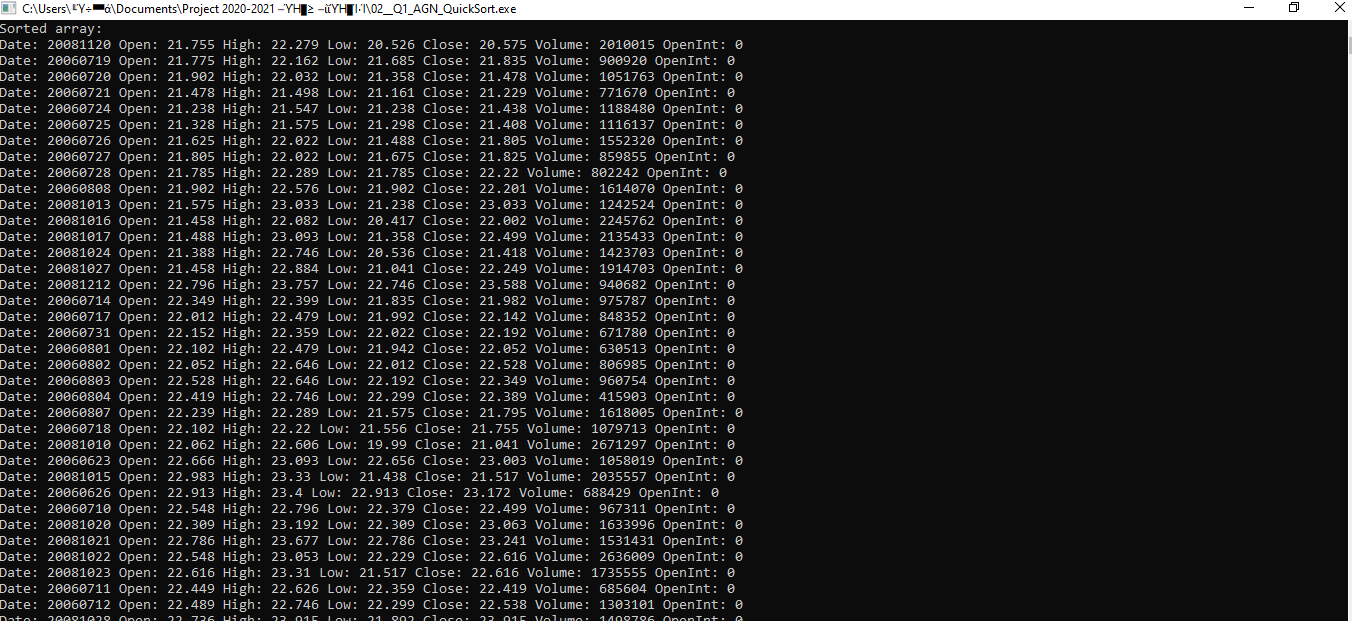 C:\Users\ \Documents\Project 2020-2021 \02__Q1_AGN_QuickSort.exe
Sorted array:
Date: 20081120 Open: 21.755 High: 22.279 Low: 20.526 Close: 20.575 Volume: 2010015 OpenInt: 0
Date: 20060719 Open: 21.775 High: 22.162 Low: 21.685 Close: 21.835 Volume: 900920 OpenInt: 0
Date: 20060720 Open: 21.902 High: 22.032 Low: 21.358 Close: 21.478 Volume: 1051763 OpenInt: 0
Date: 20060721 Open: 21.478 High: 21.498 Low: 21.161 Close: 21.229 Volume: 771670 OpenInt: 0
Date: 20060724 Open: 21.238 High: 21.547 Low: 21.238 Close: 21.438 Volume: 1188480 OpenInt: 0
Date: 20060725 Open: 21.328 High: 21.575 Low: 21.298 Close: 21.408 Volume: 1116137 OpenInt: 0
Date: 20060726 Open: 21.625 High: 22.022 Low: 21.488 Close: 21.805 Volume: 1552320 OpenInt: 0
Date: 20060727 Open: 21.805 High: 22.022 Low: 21.675 Close: 21.825 Volume: 859855 OpenInt: 0
Date: 20060728 Open: 21.785 High: 22.289 Low: 21.785 Close: 22.22 Volume: 802242 OpenInt: 0
Date: 20060808 Open: 21.902 High: 22.576 Low: 21.902 Close: 22.201 Volume: 1614070 OpenInt: 0
Date: 20081013 Open: 21.575 High: 23.033 Low: 21.238 Close: 23.033 Volume: 1242524 OpenInt: 0
Date: 20081016 Open: 21.458 High: 22.082 Low: 20.417 Close: 22.002 Volume: 2245762 OpenInt: 0
Date: 20081017 Open: 21.488 High: 23.093 Low: 21.358 Close: 22.499 Volume: 2135433 OpenInt: 0
Date: 20081024 Open: 21.388 High: 22.746 Low: 20.536 Close: 21.418 Volume: 1423703 OpenInt: 0
Date: 20081027 Open: 21.458 High: 22.884 Low: 21.041 Close: 22.249 Volume: 1914703 OpenInt: 0
Date: 20081212 Open: 22.796 High: 23.757 Low: 22.746 Close: 23.588 Volume: 940682 OpenInt: 0
Date: 20060714 Open: 22.349 High: 22.399 Low: 21.835 Close: 21.982 Volume: 975787 OpenInt: 0
Date: 20060717 Open: 22.012 High: 22.479 Low: 21.992 Close: 22.142 Volume: 848352 OpenInt: 0
Date: 20060731 Open: 22.152 High: 22.359 Low: 22.022 Close: 22.192 Volume: 671780 OpenInt: 0
Date: 20060801 Open: 22.102 High: 22.479 Low: 21.942 Close: 22.052 Volume: 630513 OpenInt: 0
Date: 20060802 Open: 22.052 High: 22.646 Low: 22.012 Close: 22.528 Volume: 806985 OpenInt: 0
Date: 20060803 Open: 22.528 High: 22.646 Low: 22.192 Close: 22.349 Volume: 960754 OpenInt: 0
Date: 20060804 Open: 22.419 High: 22.746 Low: 22.299 Close: 22.389 Volume: 415903 OpenInt: 0
Date: 20060807 Open: 22.239 High: 22.289 Low: 21.575 Close: 21.795 Volume: 1618005 OpenInt: 0
Date: 20060718 Open: 22.102 High: 22.22 Low: 21.556 Close: 21.755 Volume: 1079713 OpenInt: 0
Date: 20081010 Open: 22.062 High: 22.606 Low: 19.99 Close: 21.041 Volume: 2671297 OpenInt: 0
Date: 20060623 Open: 22.666 High: 23.093 Low: 22.656 Close: 23.003 Volume: 1058019 OpenInt: 0
Date: 20081015 Open: 22.983 High: 23.33 Low: 21.438 Close: 21.517 Volume: 2035557 OpenInt: 0
Date: 20060626 Open: 22.913 High: 23.4 Low: 22.913 Close: 23.172 Volume: 688429 OpenInt: 0
Date: 20060710 Open: 22.548 High: 22.796 Low: 22.379 Close: 22.499 Volume: 967311 OpenInt: 0
Date: 20081020 Open: 22.309 High: 23.192 Low: 22.309 Close: 23.063 Volume: 1633996 OpenInt: 0
Date: 20081021 Open: 22.786 High: 23.677 Low: 22.786 Close: 23.241 Volume: 1531431 OpenInt: 0
Date: 20081022 Open: 22.548 High: 23.053 Low: 22.229 Close: 22.616 Volume: 2636009 OpenInt: 0
Date: 20081023 Open: 22.616 High: 23.31 Low: 21.517 Close: 22.616 Volume: 1735555 OpenInt: 0
Date: 20060711 Open: 22.449 High: 22.626 Low: 22.359 Close: 22.419 Volume: 685604 OpenInt: 0
Date: 20060712 Open: 22.489 High: 22.746 Low: 22.299 Close: 22.538 Volume: 1303101 OpenInt: 0
Date: 20081028 Open: 22.736 High: 23.915 Low: 21.892 Close: 23.915 Volume: 1498786 OpenInt: 0